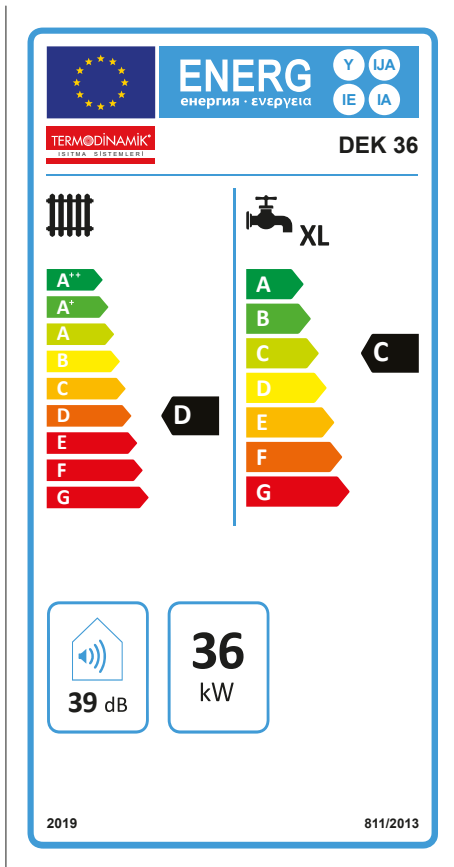 ENERG
енергия · ενεργεια
Y
IJA
IE
IA
TERMODİNAMİK
ISITMA SİSTEMLERİ
DEK 36
XL
A++
A+
A
B
C
D
E
F
G
D
A
B
C
D
E
F
G
C
39 dB
36
kW
2019
811/2013